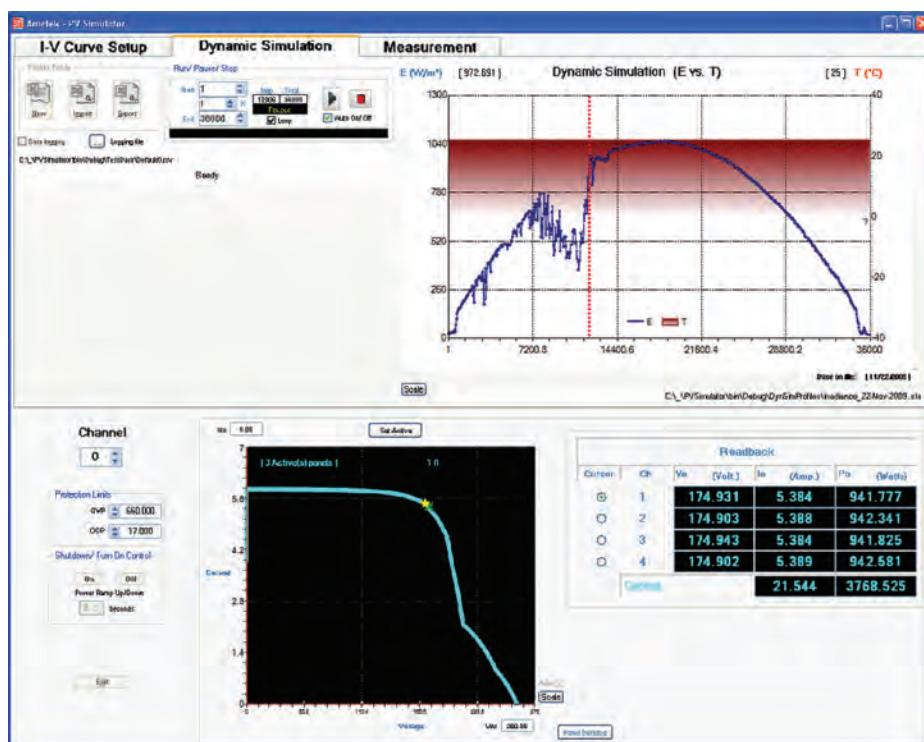 Ametek - PV Simulator
I-V Curve Setup
Dynamic Simulation
Measurement
Run/ Pause/ Stop
Start 1
1
End 36000
Loop
Auto On/ Off
Data logging
... Logging file
Ready
E (W/m²) [972.691]
Dynamic Simulation (E vs. T)
[25] T (°C)
1300
1040
780
520
260
40
20
0
-20
-40
E
T
1
7200.8
14400.6
21600.4
28800.2
36000
Scale
Channel
0
Protection Limits
OVP 660.000
OCP 17.000
Shutdown/ Turn On Control
On
Off
Power Ramp Up/Down
Seconds
Set Active
7
5.6
4.2
2.8
1.4
0
Current
Voltage
Scale
Readback
Cursor Ch Vo (Volt.) Io (Amp.) Po (Watts)
1 174.931 5.384 941.777
2 174.903 5.388 942.341
3 174.943 5.384 941.825
4 174.902 5.389 942.581
21.544 3768.525